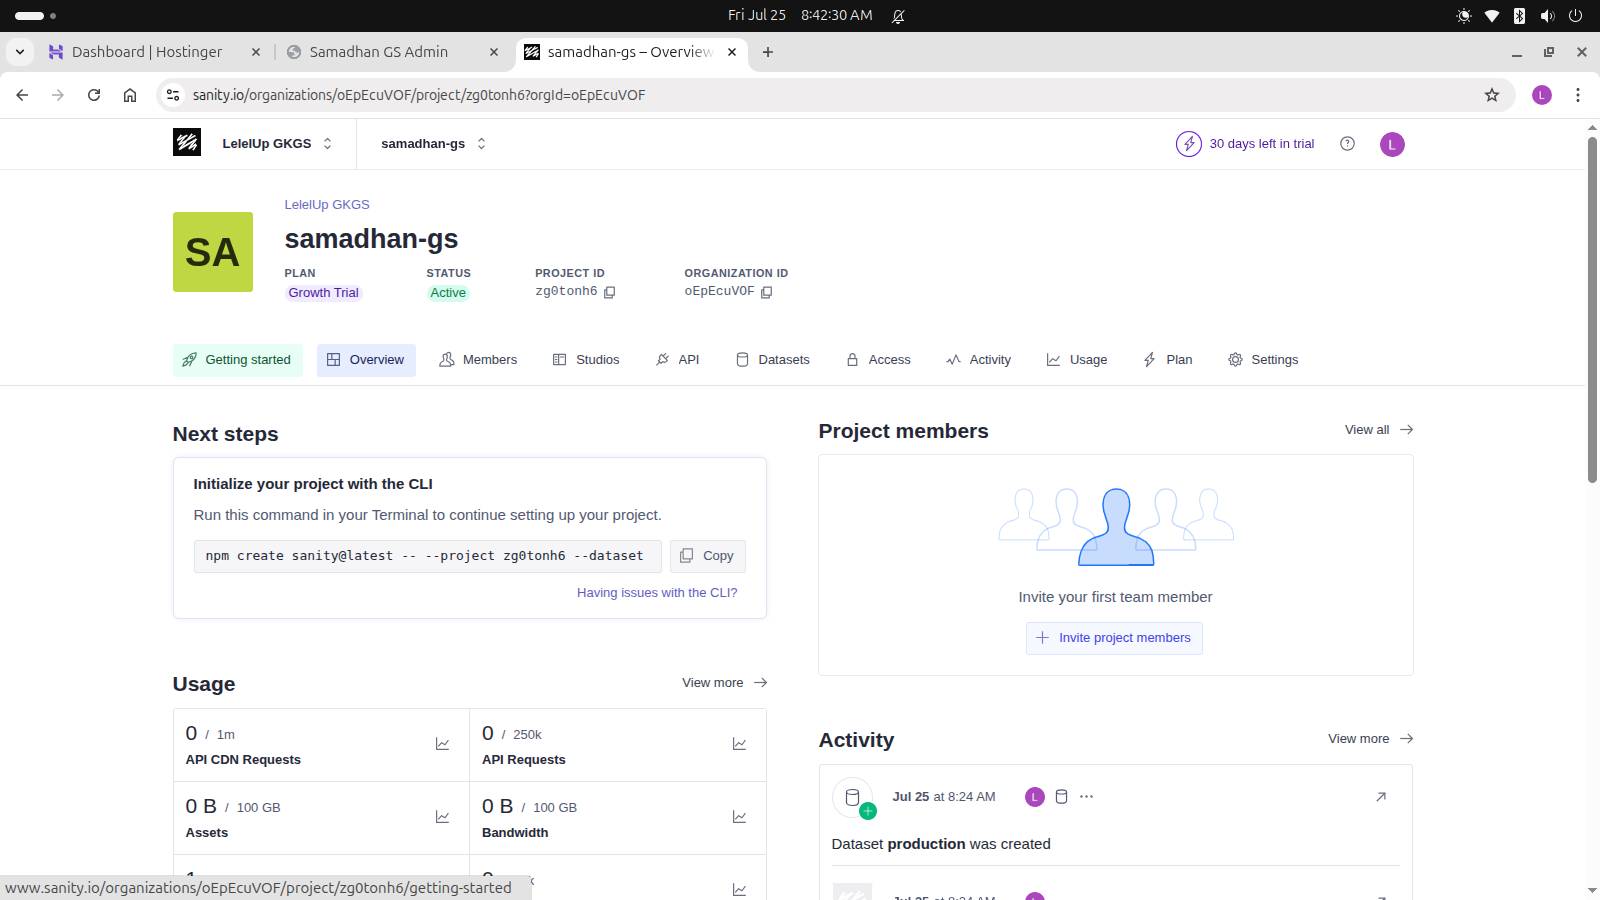 Fri Jul 25 8:42:30 AM
Dashboard | Hostinger
Samadhan GS Admin
samadhan-gs – Overview
sanity.io/organizations/oEpEcuVOF/project/zg0tonh6?orgId=oEpEcuVOF
L
LelelUp GKGS
samadhan-gs
30 days left in trial
L
SA
LelelUp GKGS
samadhan-gs
PLAN
Growth Trial
STATUS
Active
PROJECT ID
zg0tonh6
ORGANIZATION ID
oEpEcuVOF
Getting started
Overview
Members
Studios
API
Datasets
Access
Activity
Usage
Plan
Settings
Next steps
Initialize your project with the CLI
Run this command in your Terminal to continue setting up your project.
npm create sanity@latest -- --project zg0tonh6 --dataset
Copy
Having issues with the CLI?
Project members
View all
Invite your first team member
Invite project members
Usage
View more
0 / 1m
API CDN Requests
0 / 250k
API Requests
0 B / 100 GB
Assets
0 B / 100 GB
Bandwidth
Activity
View more
Jul 25 at 8:24 AM
L
Dataset production was created
Jul 25 at 8:24 AM
www.sanity.io/organizations/oEpEcuVOF/project/zg0tonh6/getting-started